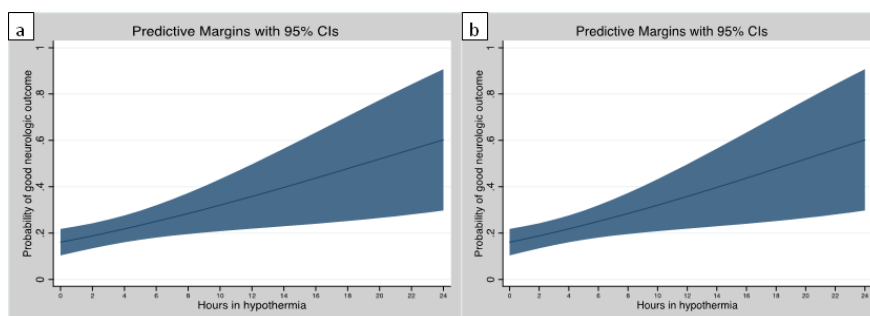 a
Predictive Margins with 95% CIs
Probability of good neurologic outcome
1
.8
.6
.4
.2
0
0 2 4 6 8 10 12 14 16 18 20 22 24
Hours in hypothermia
b
Predictive Margins with 95% CIs
Probability of good neurologic outcome
1
.8
.6
.4
.2
0
0 2 4 6 8 10 12 14 16 18 20 22 24
Hours in hypothermia